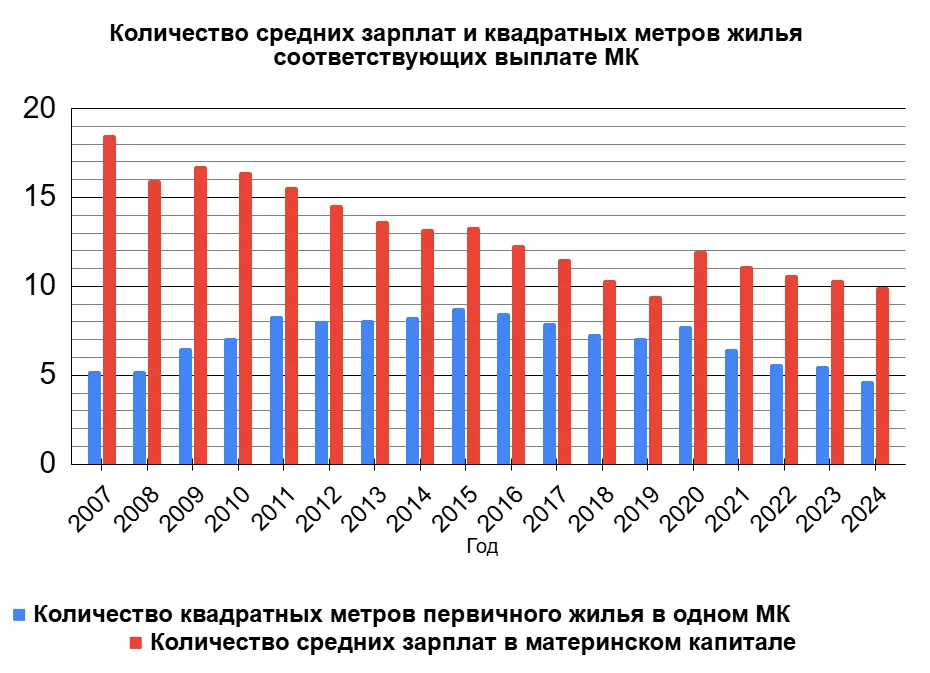 Количество средних зарплат и квадратных метров жилья
соответствующих выплате МК
20
15
10
5
0
2007 2008 2009 2010 2011 2012 2013 2014 2015 2016 2017 2018 2019 2020 2021 2022 2023 2024
Год
Количество квадратных метров первичного жилья в одном МК
Количество средних зарплат в материнском капитале